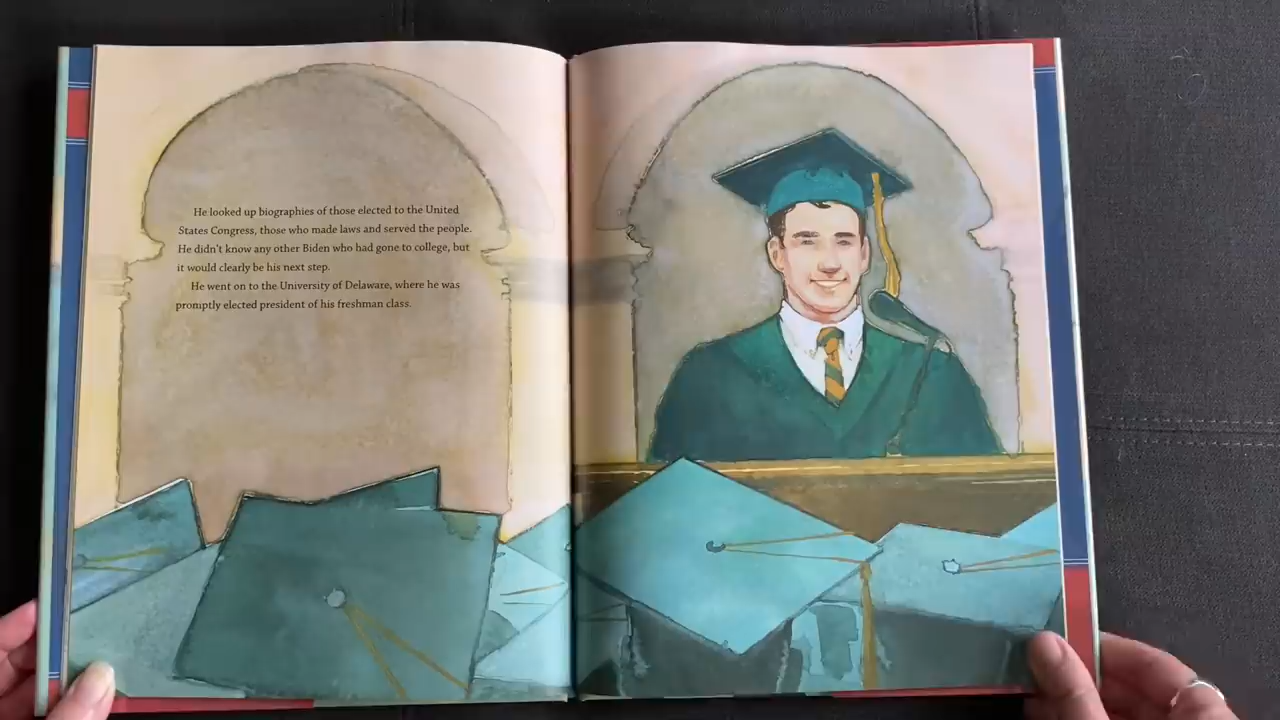 He looked up biographies of those elected to the United
States Congress, those who made laws and served the people.
He didn't know any other Biden who had gone to college, but
it would clearly be his next step.
He went on to the University of Delaware, where he was
promptly elected president of his freshman class.